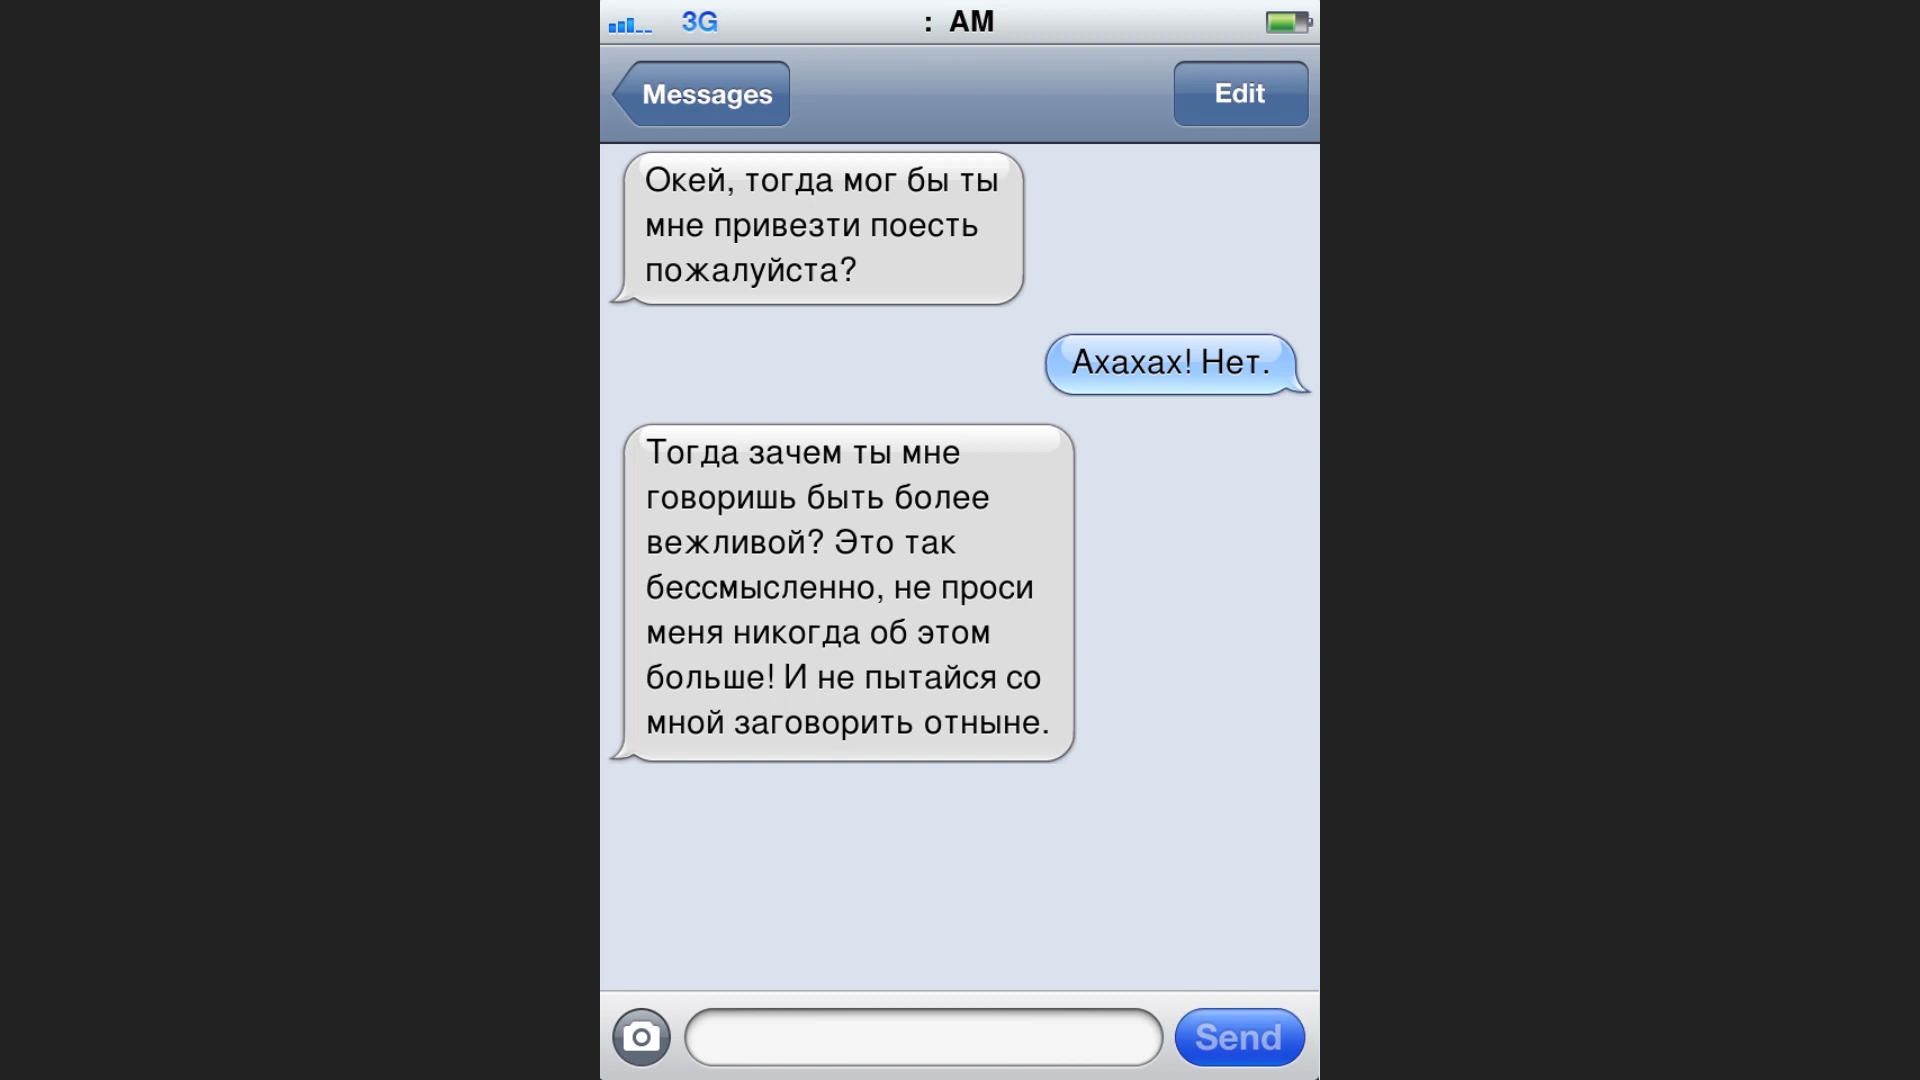 3G : AM
Messages Edit
Окей, тогда мог бы ты
мне привезти поесть
пожалуйста?
Ахахах! Нет.
Тогда зачем ты мне
говоришь быть более
вежливой? Это так
бессмысленно, не проси
меня никогда об этом
больше! И не пытайся со
мной заговорить отныне.
Send